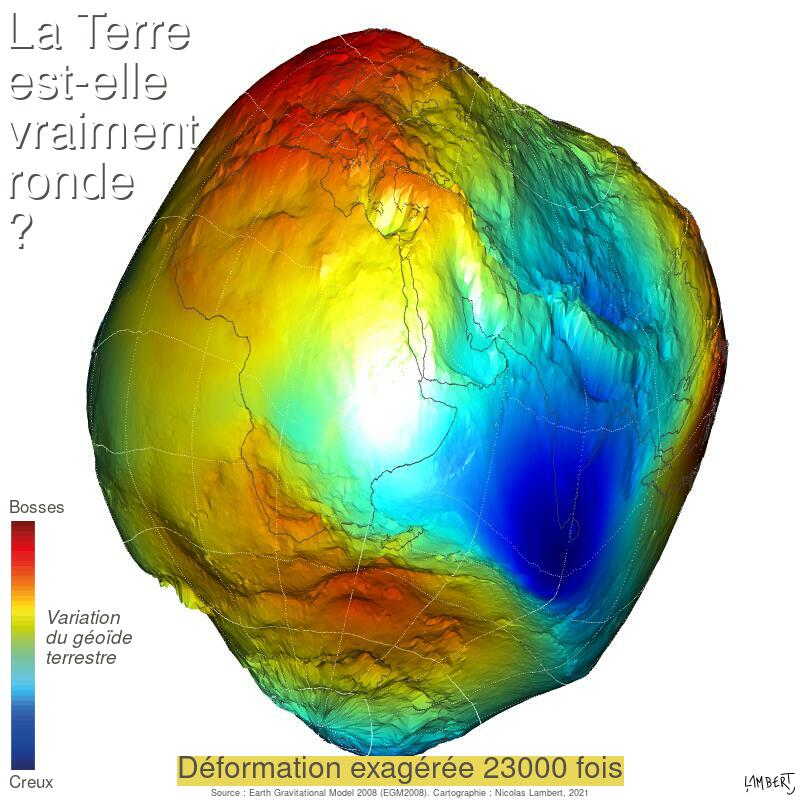 La Terre
est-elle
vraiment
ronde
?
Bosses
Variation
du géoïde
terrestre
Creux
Déformation exagérée 23000 fois
Source : Earth Gravitational Model 2008 (EGM2008). Cartographie : Nicolas Lambert, 2021
LAMBERT